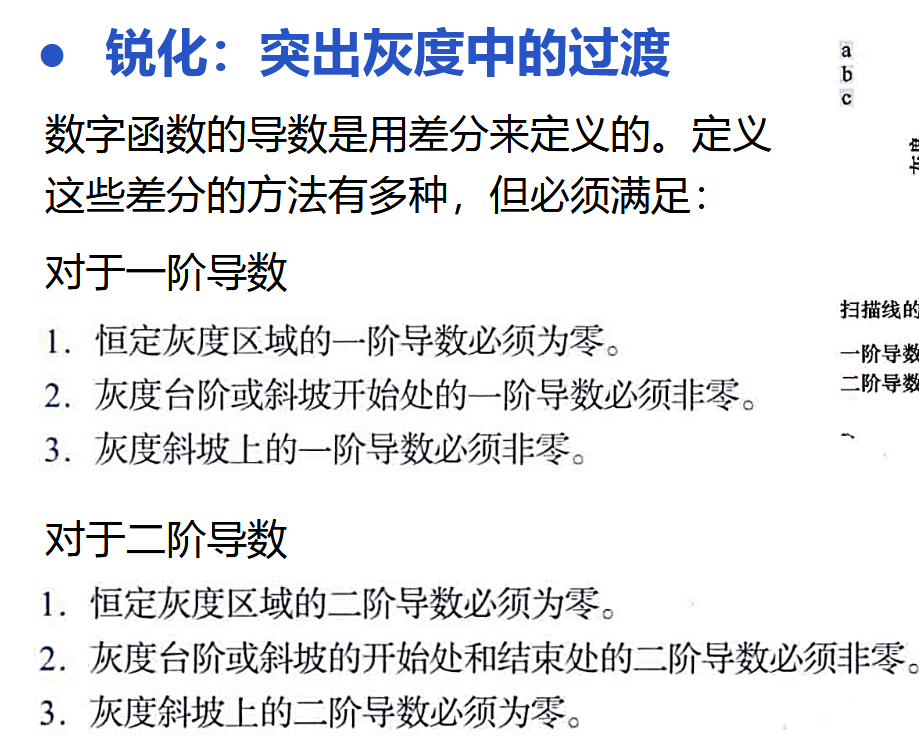 ● 锐化：突出灰度中的过渡
数字函数的导数是用差分来定义的。定义
这些差分的方法有多种，但必须满足：
对于一阶导数
1. 恒定灰度区域的一阶导数必须为零。
2. 灰度台阶或斜坡开始处的一阶导数必须非零。
3. 灰度斜坡上的一阶导数必须非零。
对于二阶导数
1. 恒定灰度区域的二阶导数必须为零。
2. 灰度台阶或斜坡的开始处和结束处的二阶导数必须非零。
3. 灰度斜坡上的二阶导数必须为零。
a
b
c
扫描线的
一阶导数
二阶导数